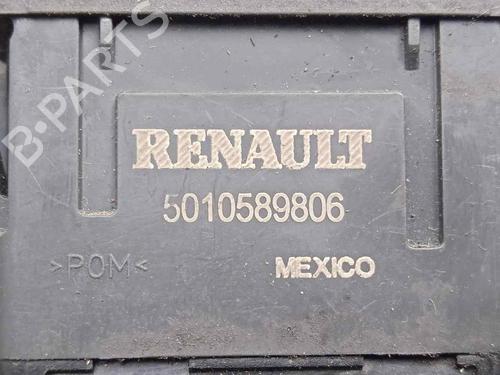 B-PARTS
RENAULT
5010589806
>POM<
MEXICO